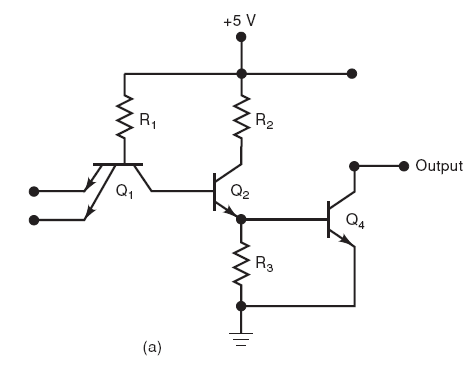 +5 V
R1
R2
Q1
Q2
Output
Q4
R3
(a)